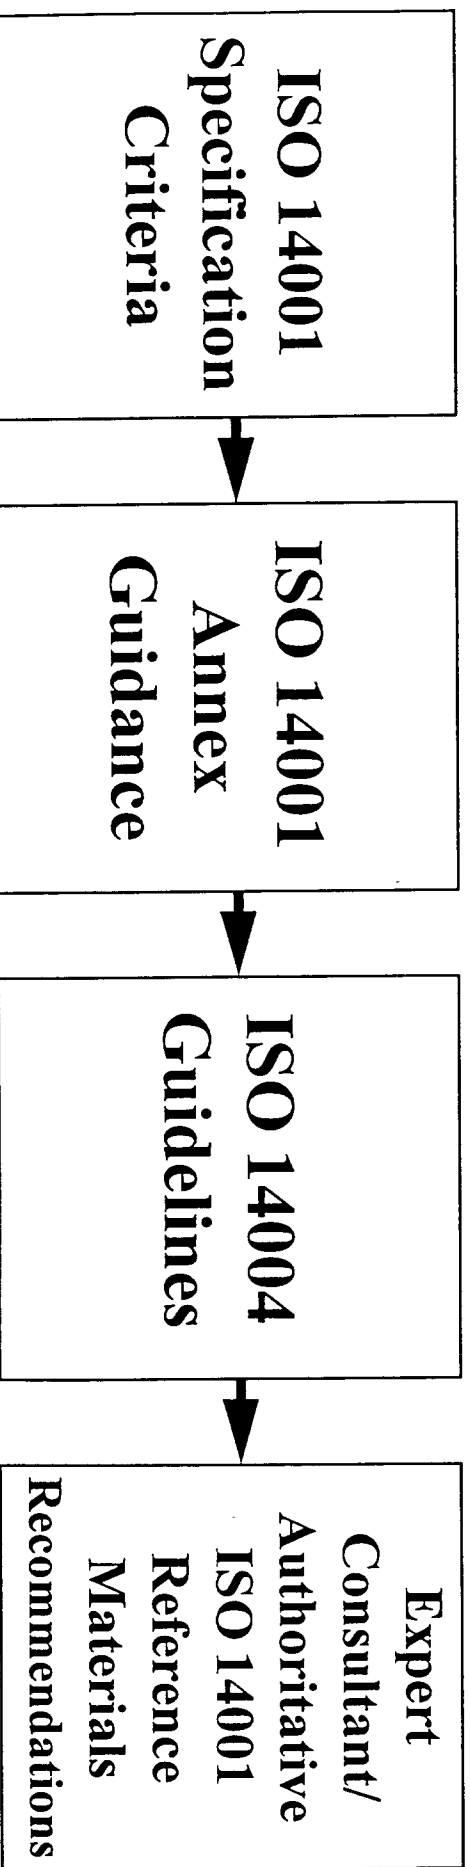 ISO 14001
Specification
Criteria
ISO 14001
Annex
Guidance
ISO 14004
Guidelines
Expert
Consultant/
Authoritative
ISO 14001
Reference
Materials
Recommendations